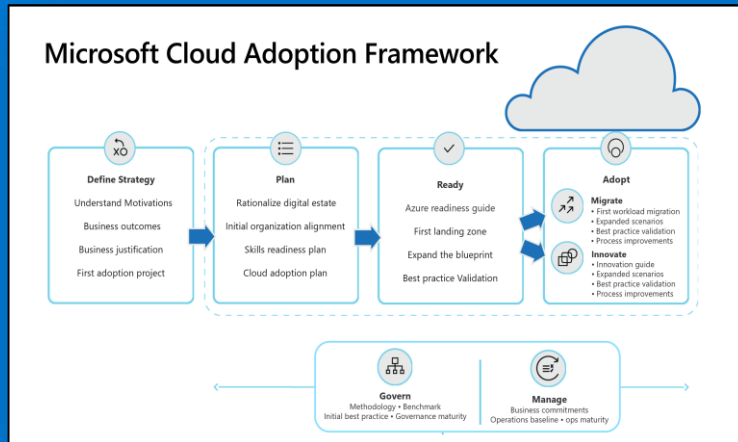 Microsoft Cloud Adoption Framework
Define Strategy
Understand Motivations
Business outcomes
Business justification
First adoption project
Plan
Rationalize digital estate
Initial organization alignment
Skills readiness plan
Cloud adoption plan
Ready
Azure readiness guide
First landing zone
Expand the blueprint
Best practice Validation
Adopt
Migrate
• First workload migration
• Expanded scenarios
• Best practice validation
• Process improvements
Innovate
• Innovation guide
• Expanded scenarios
• Best practice validation
• Process improvements
Govern
Methodology • Benchmark
Initial best practice • Governance maturity
Manage
Business commitments
Operations baseline • ops maturity